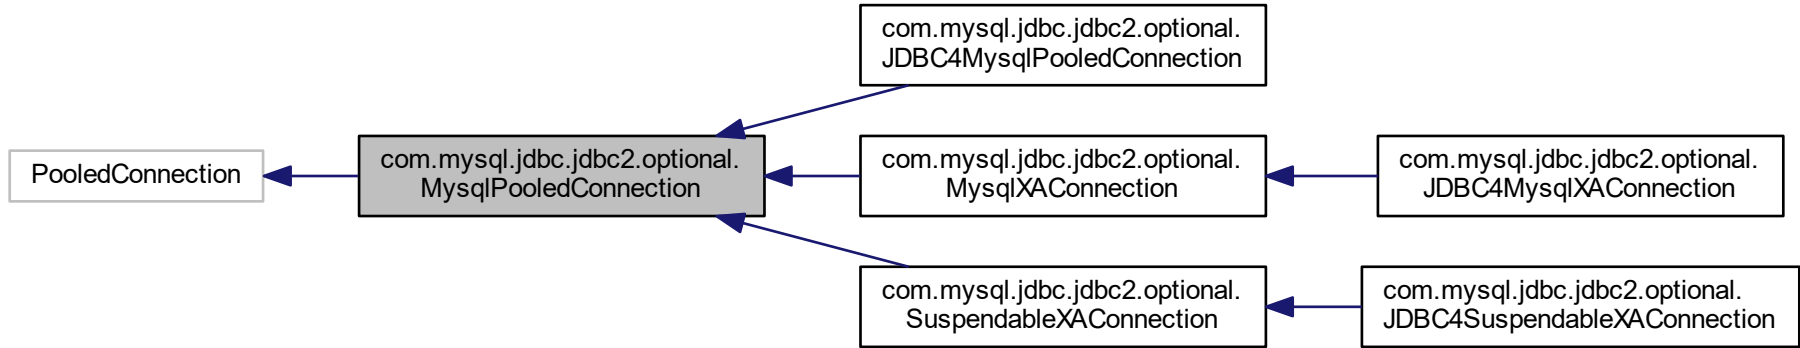 com.mysql.jdbc.jdbc2.optional.
JDBC4MysqlPooledConnection
PooledConnection
com.mysql.jdbc.jdbc2.optional.
MysqlPooledConnection
com.mysql.jdbc.jdbc2.optional.
MysqlXAConnection
com.mysql.jdbc.jdbc2.optional.
JDBC4MysqlXAConnection
com.mysql.jdbc.jdbc2.optional.
SuspendableXAConnection
com.mysql.jdbc.jdbc2.optional.
JDBC4SuspendableXAConnection